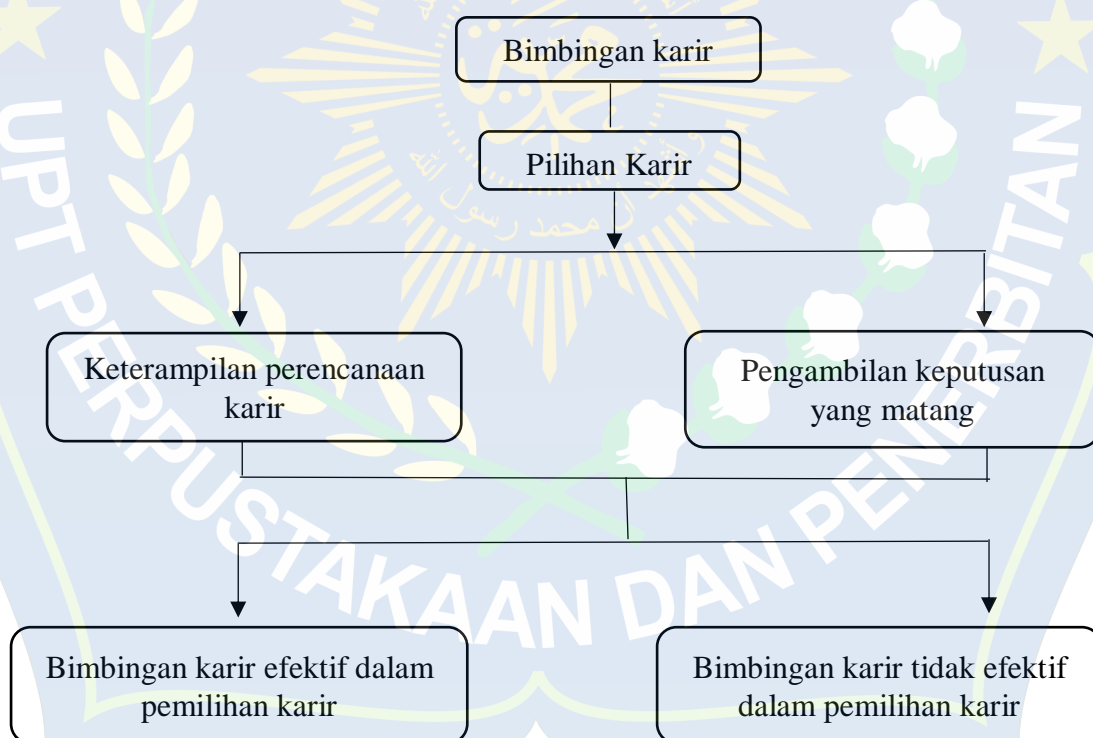 Bimbingan karir
Pilihan Karir
Keterampilan perencanaan
karir
Pengambilan keputusan
yang matang
Bimbingan karir efektif dalam
pemilihan karir
Bimbingan karir tidak efektif
dalam pemilihan karir
UPT PERPUSTAKAAN DAN PENERBITAN